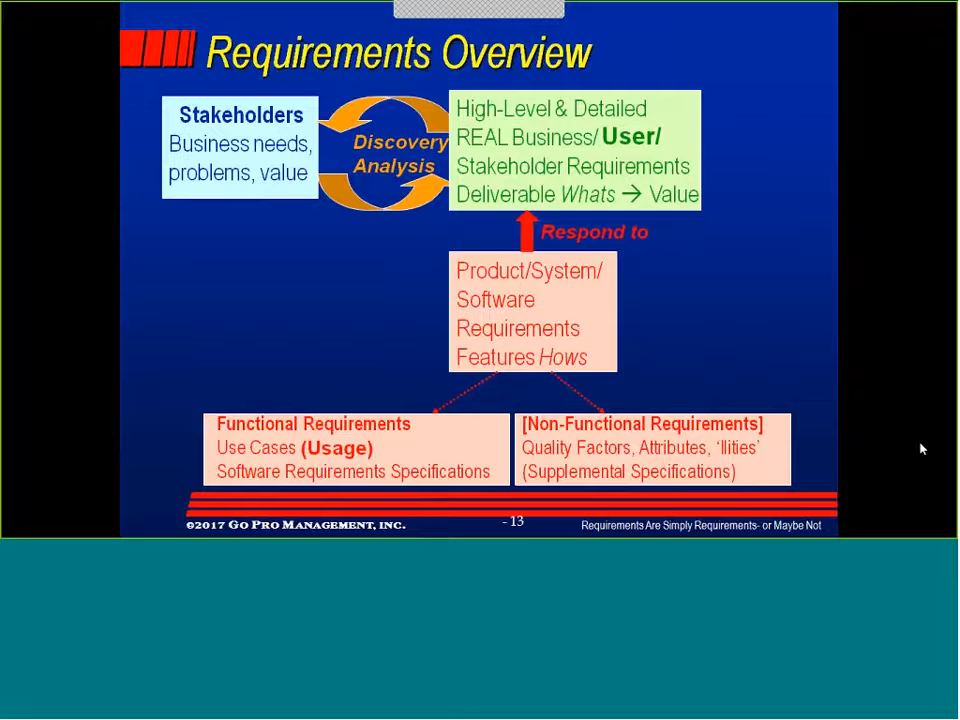 Requirements Overview
Stakeholders
Business needs,
problems, value
Discovery
Analysis
High-Level & Detailed
REAL Business/ User/
Stakeholder Requirements
Deliverable Whats → Value
Respond to
Product/System/
Software
Requirements
Features Hows
Functional Requirements
Use Cases (Usage)
Software Requirements Specifications
[Non-Functional Requirements]
Quality Factors, Attributes, ‘Ilities’
(Supplemental Specifications)
©2017 GO PRO MANAGEMENT, INC.
- 13
Requirements Are Simply Requirements- or Maybe Not